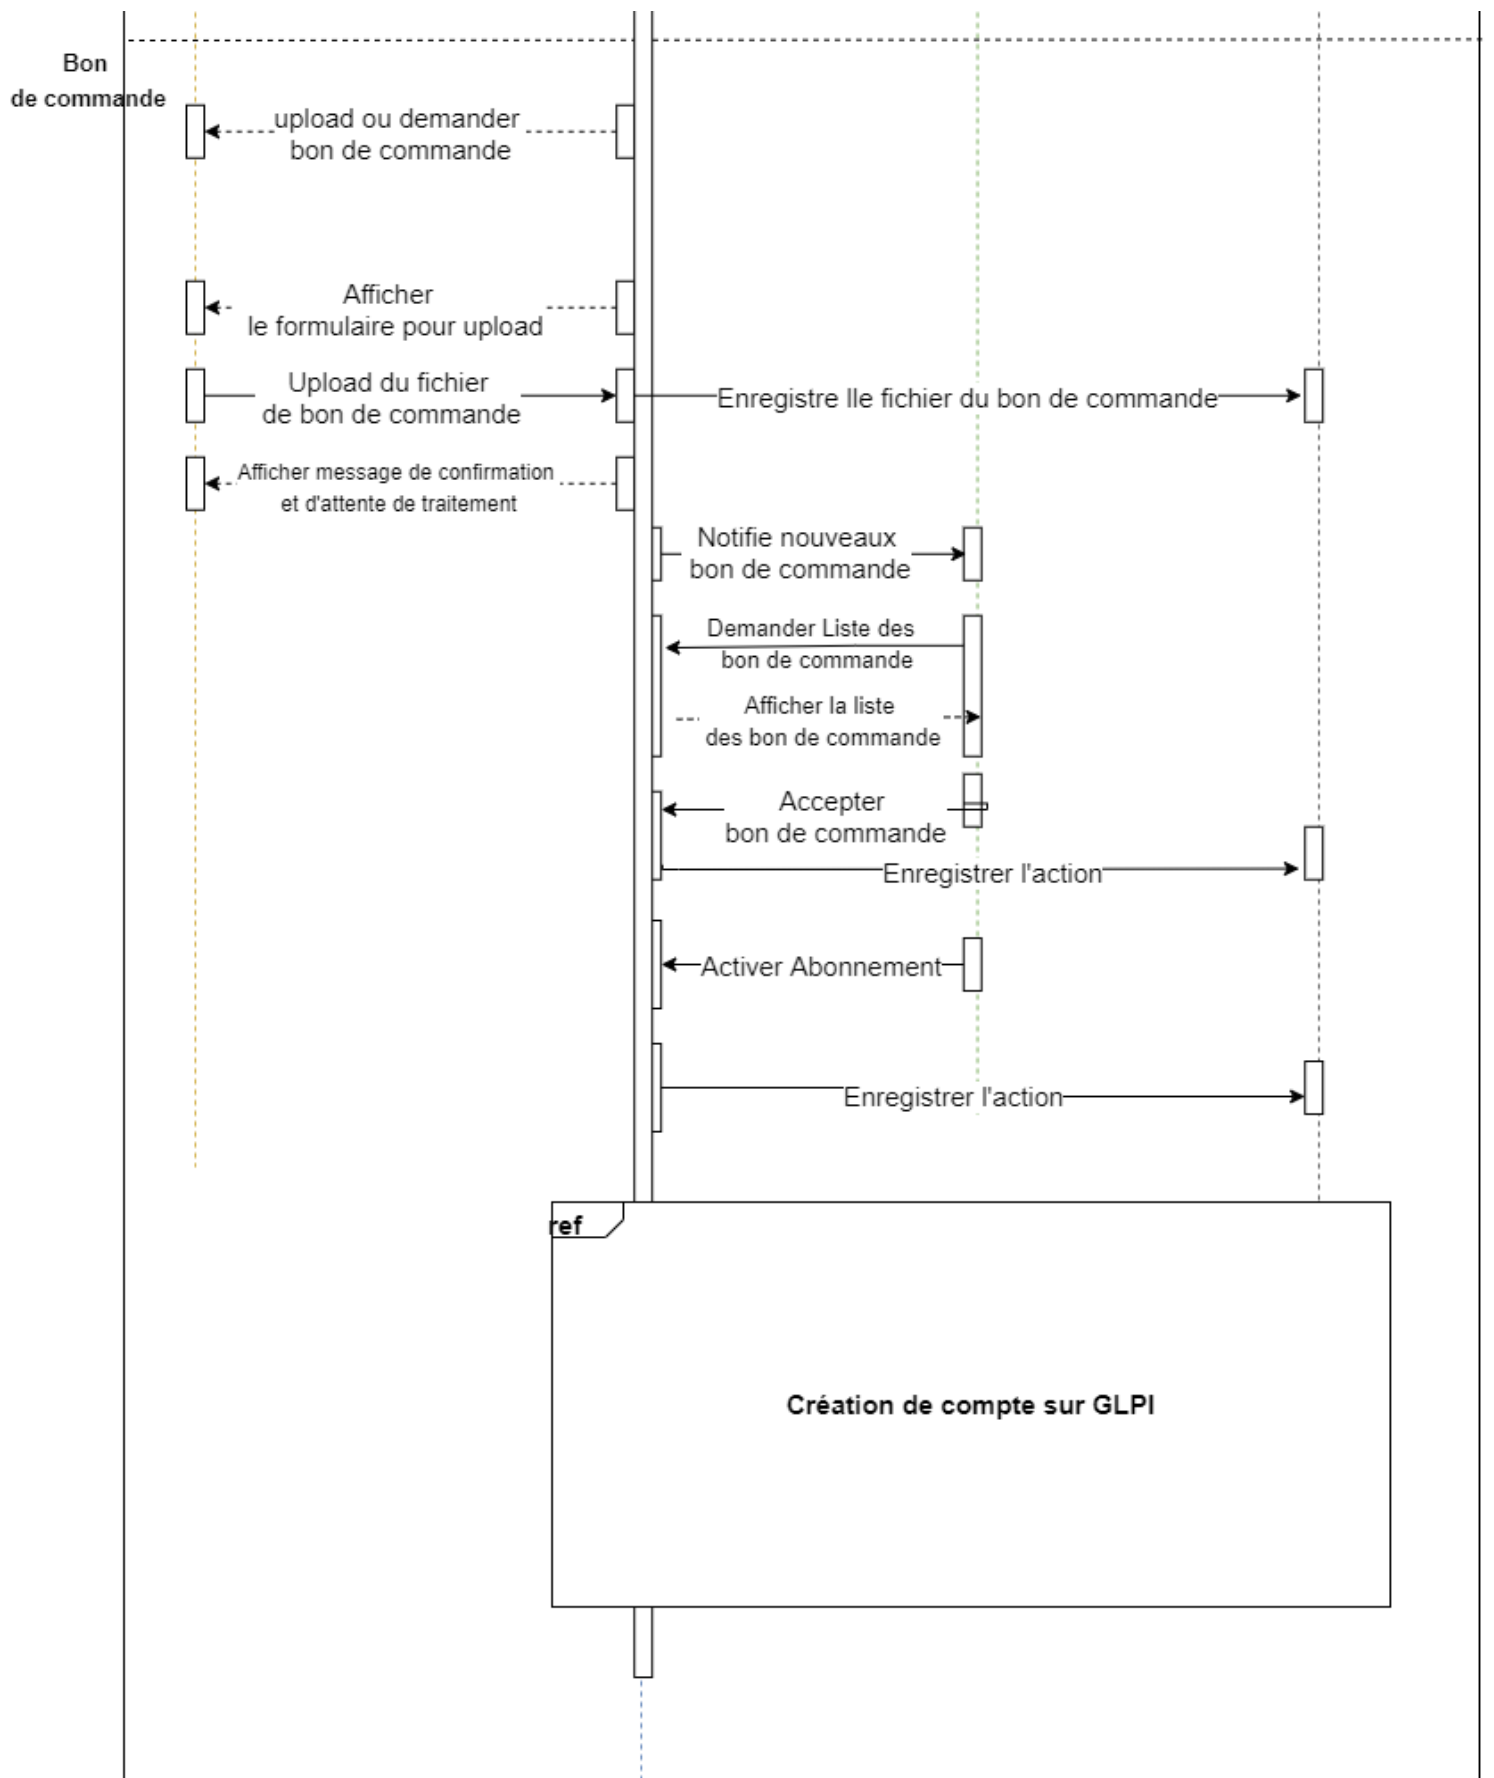 Bon
de commande
upload ou demander
bon de commande
Afficher
le formulaire pour upload
Upload du fichier
de bon de commande
Enregistre lle fichier du bon de commande
Afficher message de confirmation
et d'attente de traitement
Notifie nouveaux
bon de commande
Demander Liste des
bon de commande
Afficher la liste
des bon de commande
Accepter
bon de commande
Enregistrer l'action
Activer Abonnement
Enregistrer l'action
ref
Création de compte sur GLPI